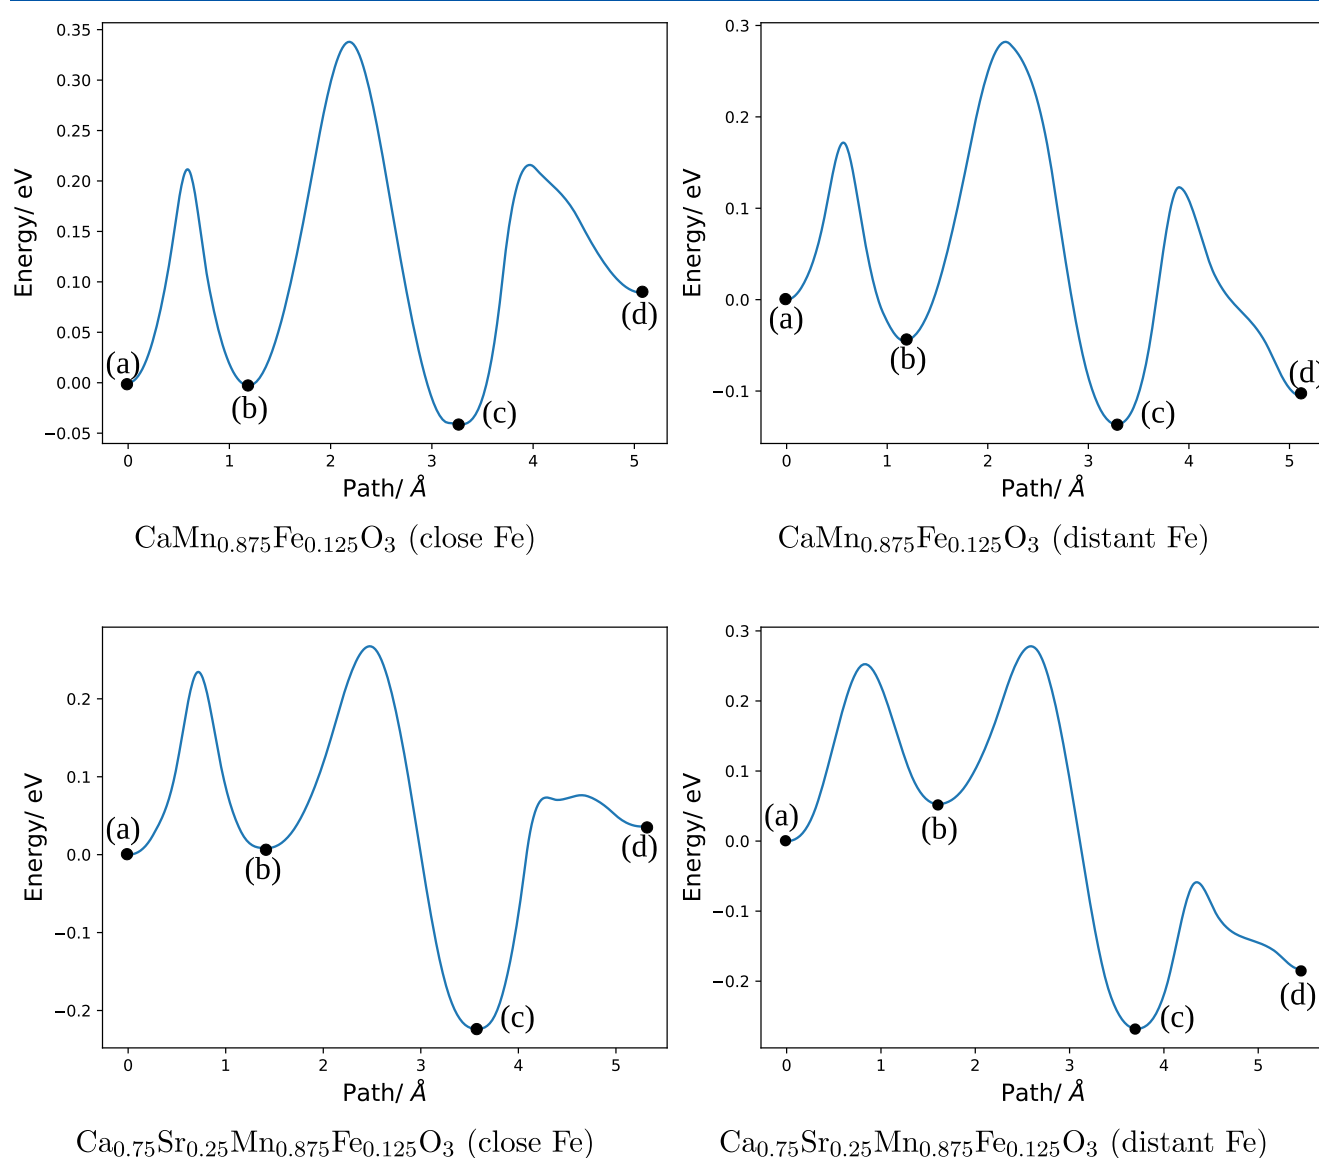 0.35
0.30
0.25
0.20
0.15
0.10
0.05
0.00
−0.05
Energy/ eV
(a)
(b)
(c)
(d)
0 1 2 3 4 5
Path/ Å
CaMn0.875Fe0.125O3 (close Fe)
0.3
0.2
0.1
0.0
−0.1
Energy/ eV
(a)
(b)
(c)
(d)
0 1 2 3 4 5
Path/ Å
CaMn0.875Fe0.125O3 (distant Fe)
0.2
0.1
0.0
−0.1
−0.2
Energy/ eV
(a)
(b)
(c)
(d)
0 1 2 3 4 5
Path/ Å
Ca0.75Sr0.25Mn0.875Fe0.125O3 (close Fe)
0.3
0.2
0.1
0.0
−0.1
−0.2
Energy/ eV
(a)
(b)
(c)
(d)
0 1 2 3 4 5
Path/ Å
Ca0.75Sr0.25Mn0.875Fe0.125O3 (distant Fe)